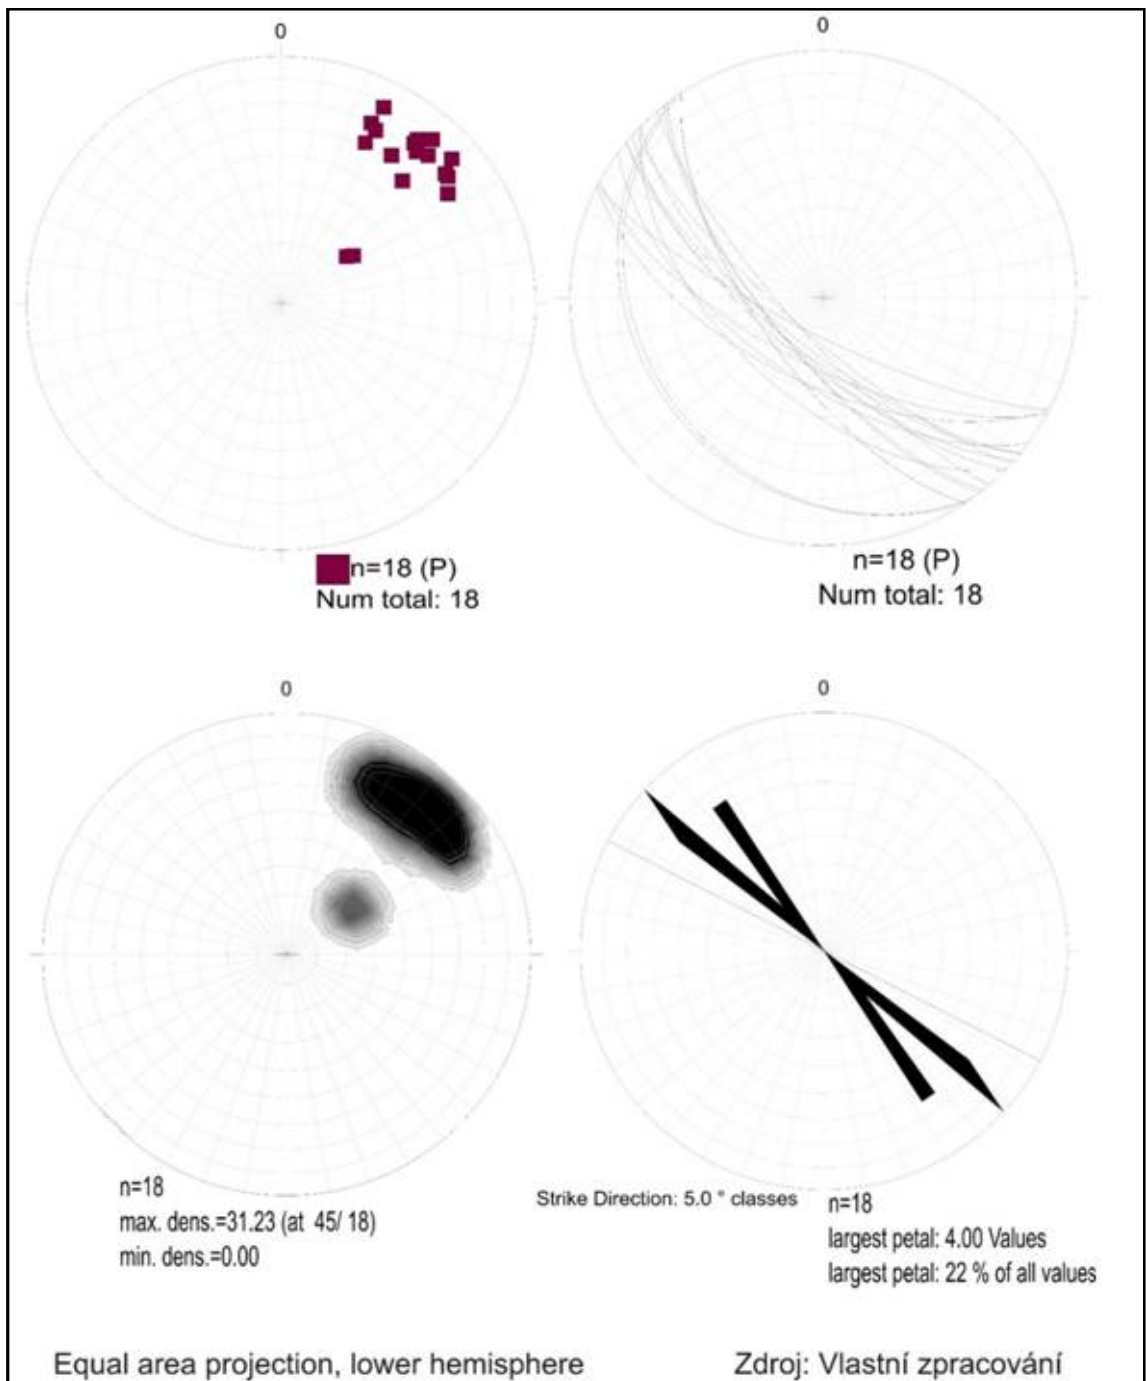 0
0
n=18 (P)
Num total: 18
n=18 (P)
Num total: 18
0
0
n=18
max. dens.=31.23 (at 45/ 18)
min. dens.=0.00
Strike Direction: 5.0 ° classes
n=18
largest petal: 4.00 Values
largest petal: 22 % of all values
Equal area projection, lower hemisphere
Zdroj: Vlastní zpracování